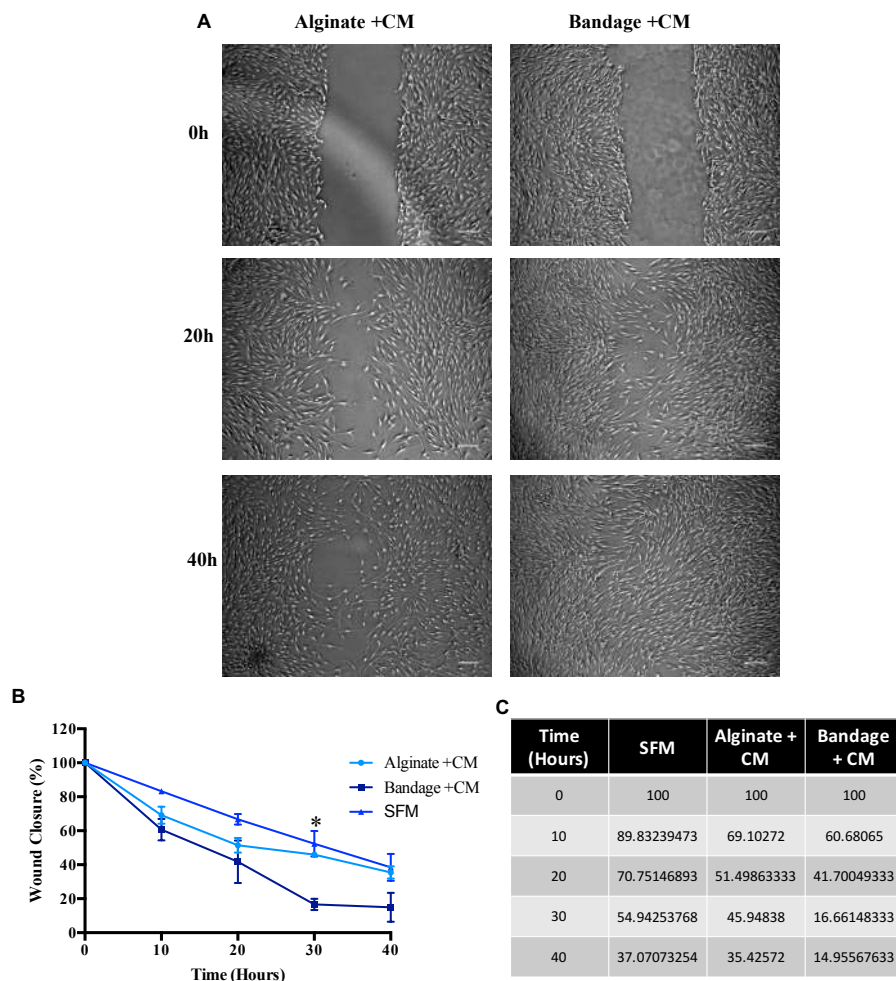 A
Alginate +CM
Bandage +CM
0h
20h
40h
B
120
100
80
60
40
20
0
Wound Closure (%)
*
Alginate +CM
Bandage +CM
SFM
0 10 20 30 40
Time (Hours)
C
Time (Hours) SFM Alginate + CM Bandage + CM
0 100 100 100
10 89.83239473 69.10272 60.68065
20 70.75146893 51.49863333 41.70049333
30 54.94253768 45.94838 16.66148333
40 37.07073254 35.42572 14.95567633